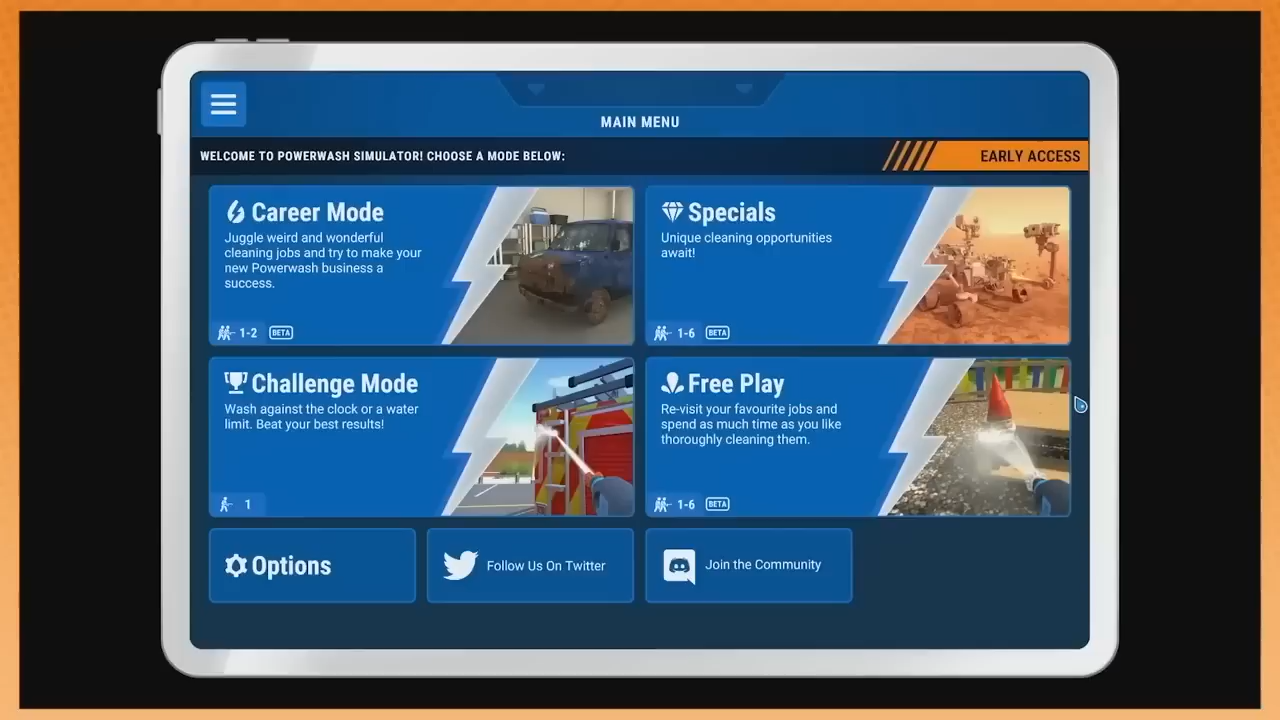 MAIN MENU
WELCOME TO POWERWASH SIMULATOR! CHOOSE A MODE BELOW:
EARLY ACCESS
Career Mode
Juggle weird and wonderful
cleaning jobs and try to make your
new Powerwash business a
success.
1-2 BETA
Specials
Unique cleaning opportunities
await!
1-6 BETA
Challenge Mode
Wash against the clock or a water
limit. Beat your best results!
1
Free Play
Re-visit your favourite jobs and
spend as much time as you like
thoroughly cleaning them.
1-6 BETA
Options
Follow Us On Twitter
Join the Community